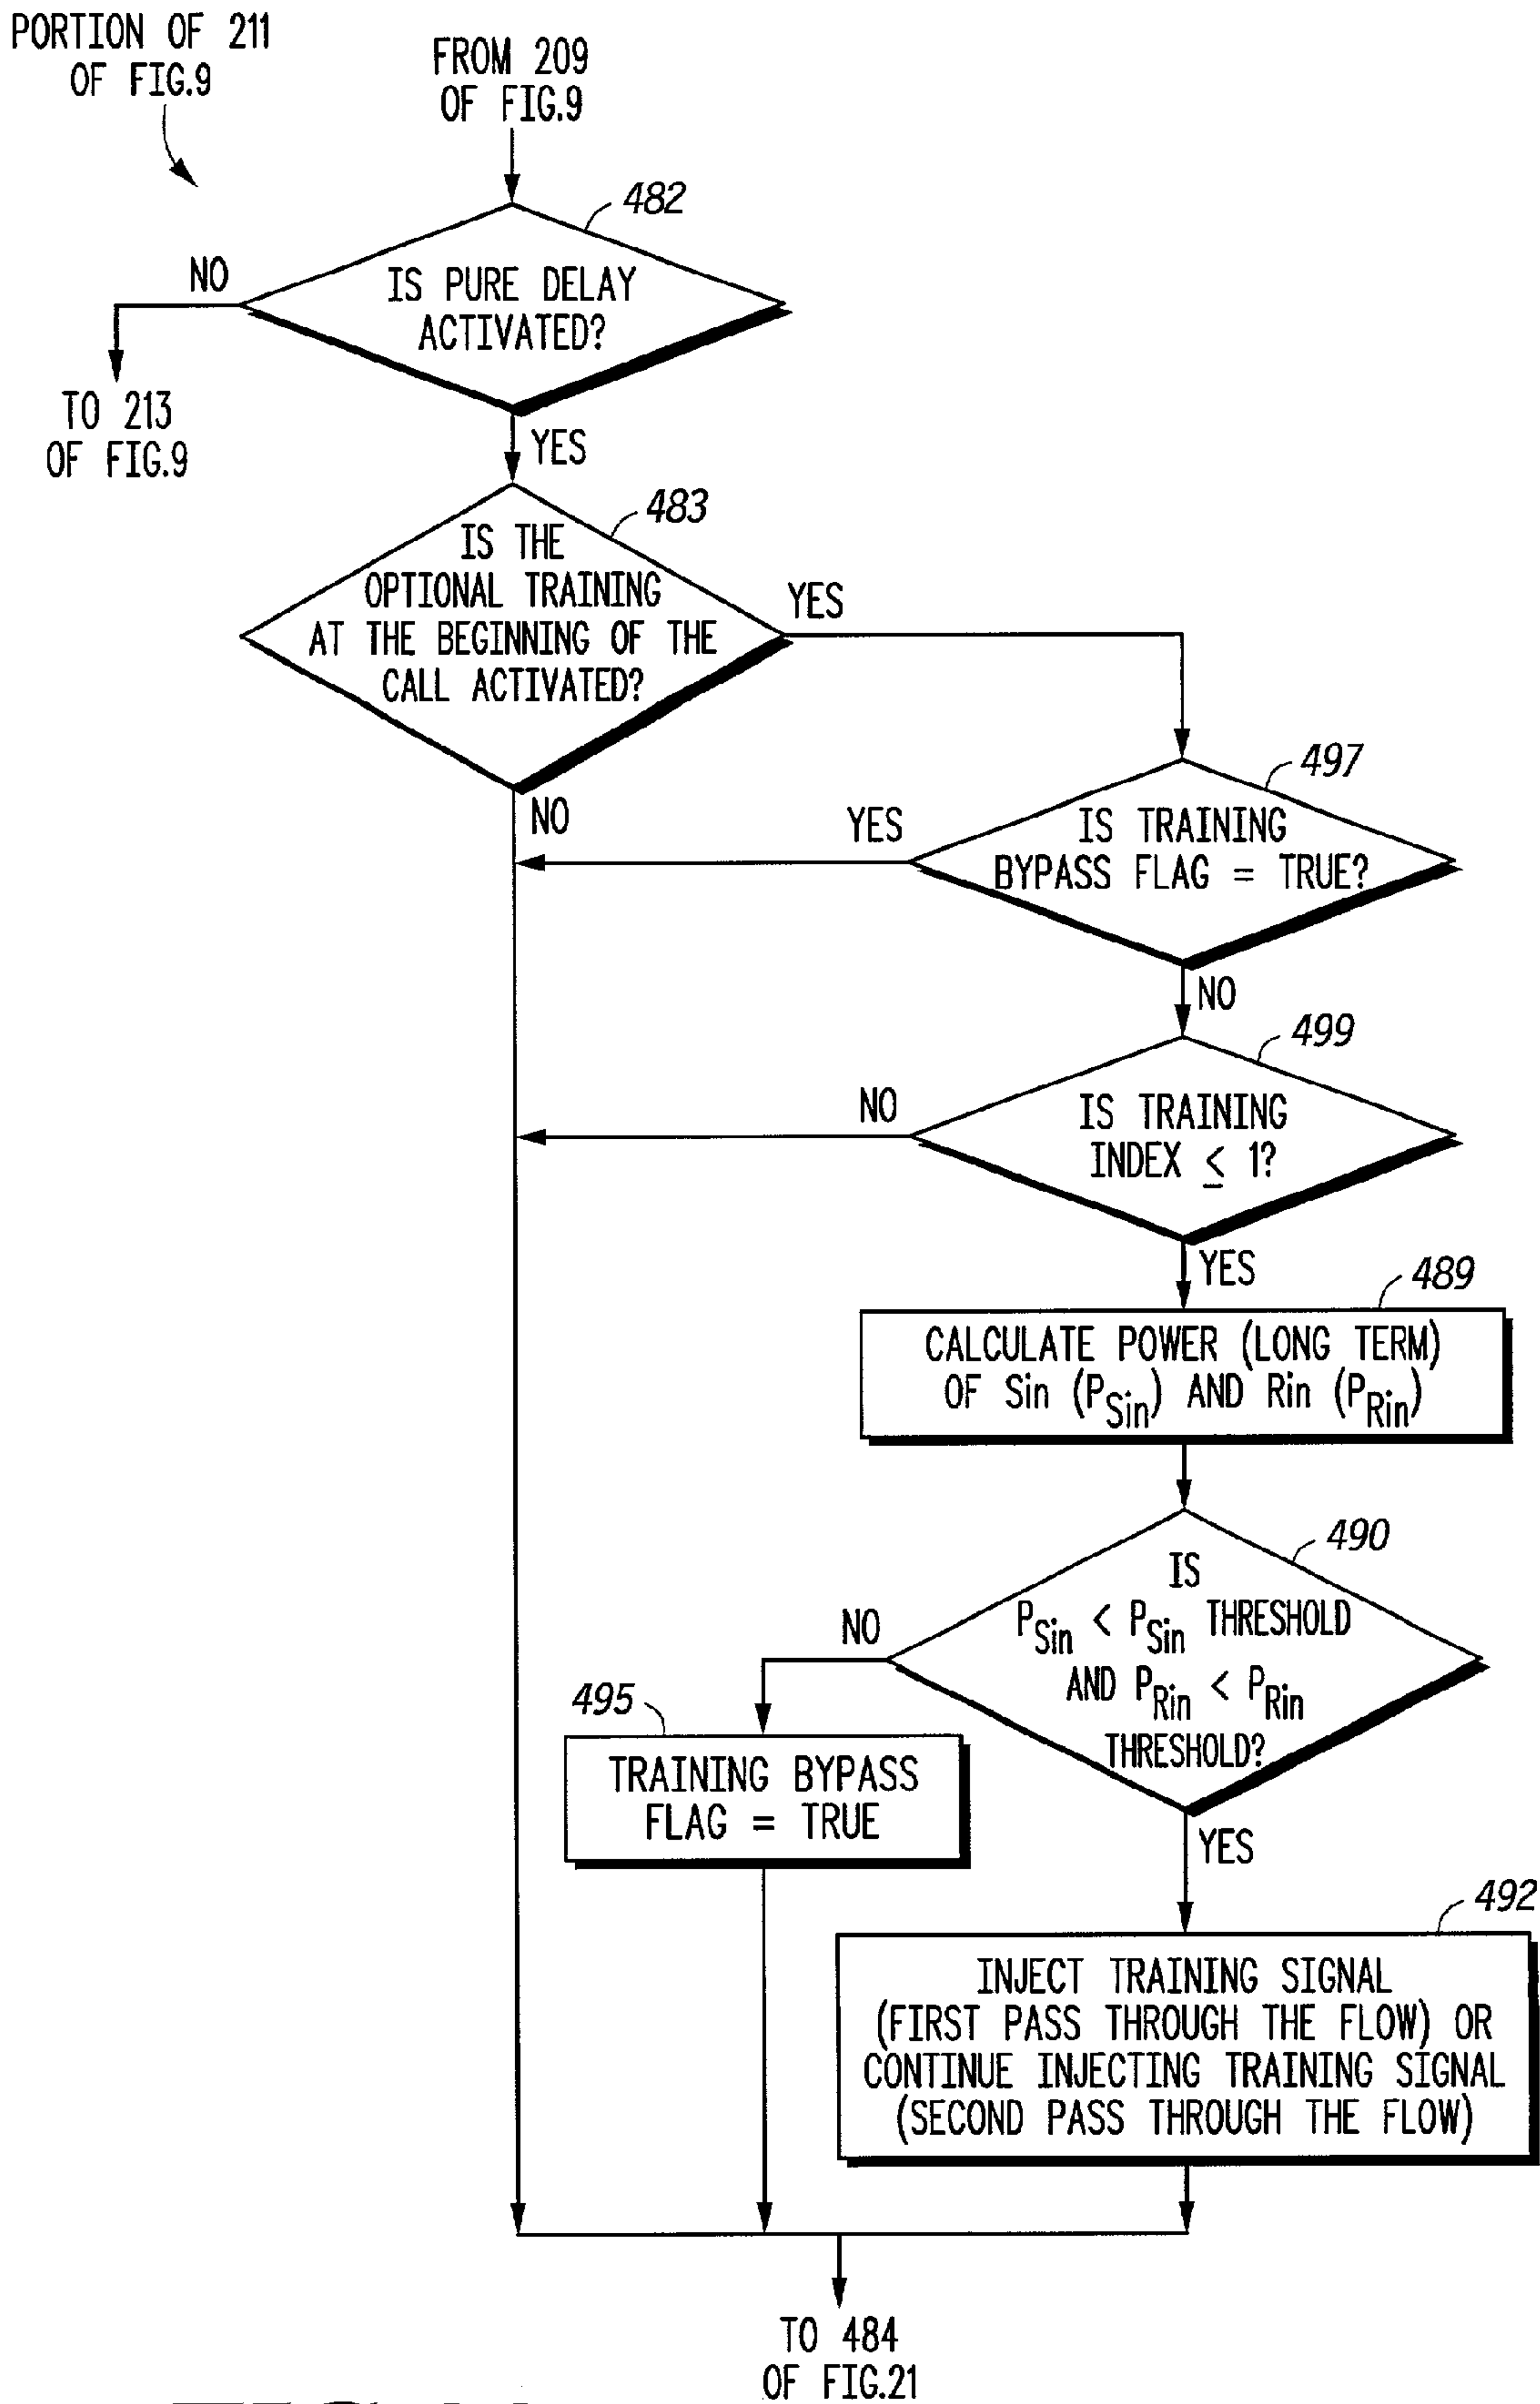 PORTION OF 211
OF FIG.9
FROM 209
OF FIG.9
482
IS PURE DELAY
ACTIVATED?
NO
TO 213
OF FIG.9
YES
483
IS THE
OPTIONAL TRAINING
AT THE BEGINNING OF THE
CALL ACTIVATED?
YES
NO
497
IS TRAINING
BYPASS FLAG = TRUE?
YES
NO
499
IS TRAINING
INDEX ≤ 1?
NO
YES
489
CALCULATE POWER (LONG TERM)
OF Sin (PSin) AND Rin (PRin)
490
IS
PSin < PSin THRESHOLD
AND PRin < PRin
THRESHOLD?
NO
495
TRAINING BYPASS
FLAG = TRUE
YES
492
INJECT TRAINING SIGNAL
(FIRST PASS THROUGH THE FLOW) OR
CONTINUE INJECTING TRAINING SIGNAL
(SECOND PASS THROUGH THE FLOW)
TO 484
OF FIG.21